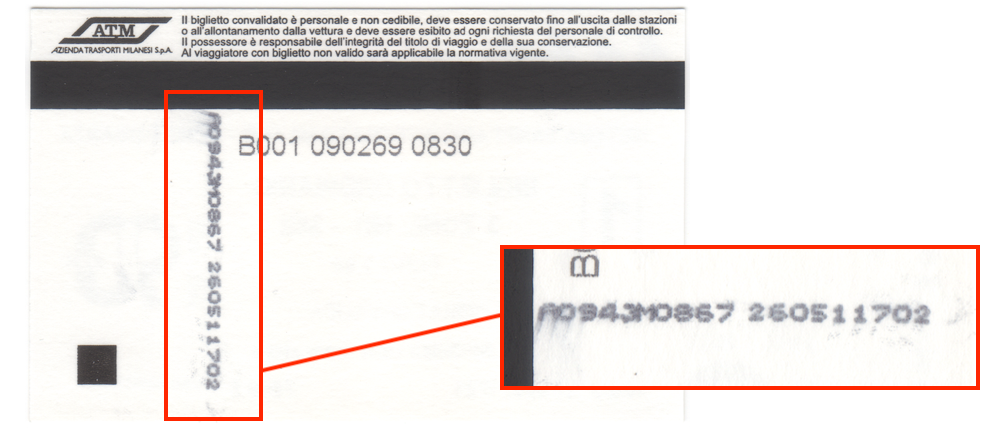 ATM
AZIENDA TRASPORTI MILANESI S.p.A.
Il biglietto convalidato è personale e non cedibile, deve essere conservato fino all'uscita dalle stazioni
o all'allontanamento dalla vettura e deve essere esibito ad ogni richiesta del personale di controllo.
Il possessore è responsabile dell'integrità del titolo di viaggio e della sua conservazione.
Al viaggiatore con biglietto non valido sarà applicabile la normativa vigente.
B001 090269 0830
A0943M0867 260511702
A0943M0867 260511702